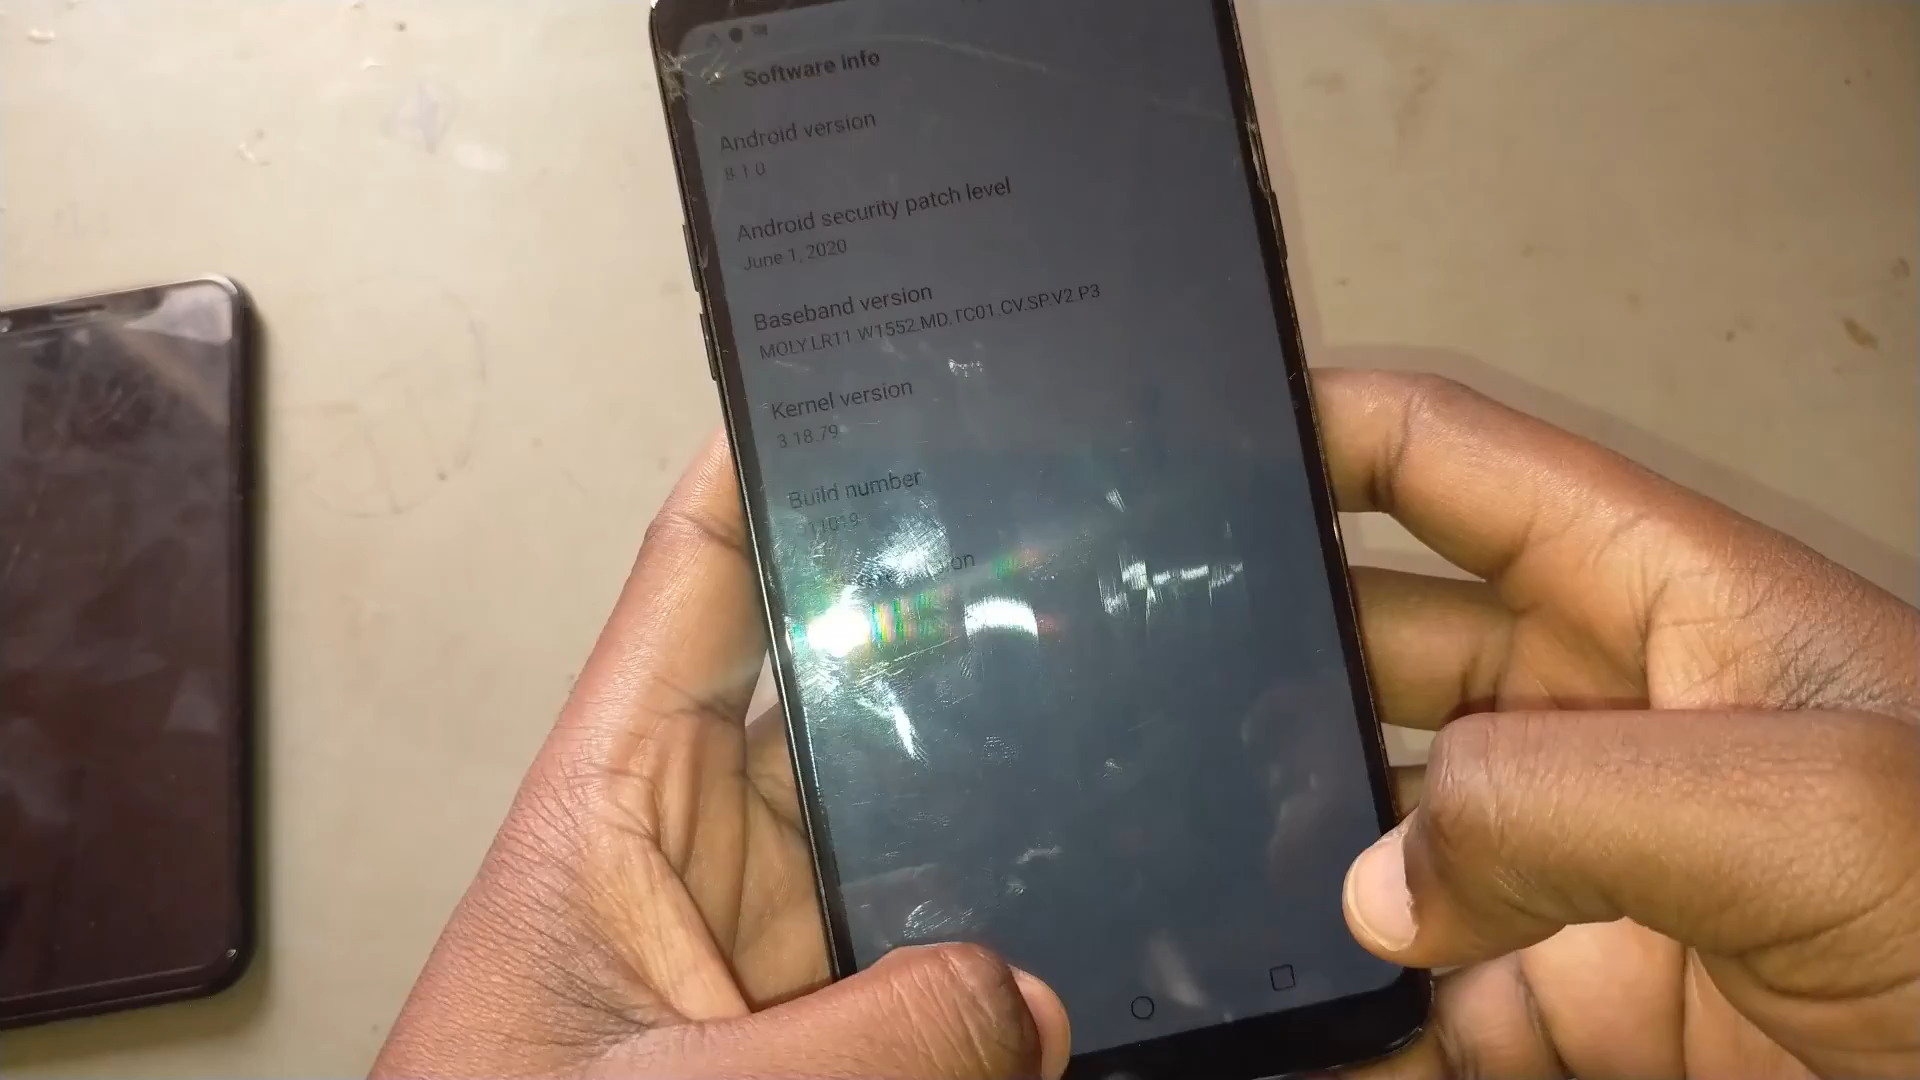 Software info
Android version
8.1.0
Android security patch level
June 1, 2020
Baseband version
MOLY.LR11.W1552.MD.TC01.CV.SP.V2.P3
Kernel version
3.18.79
Build number